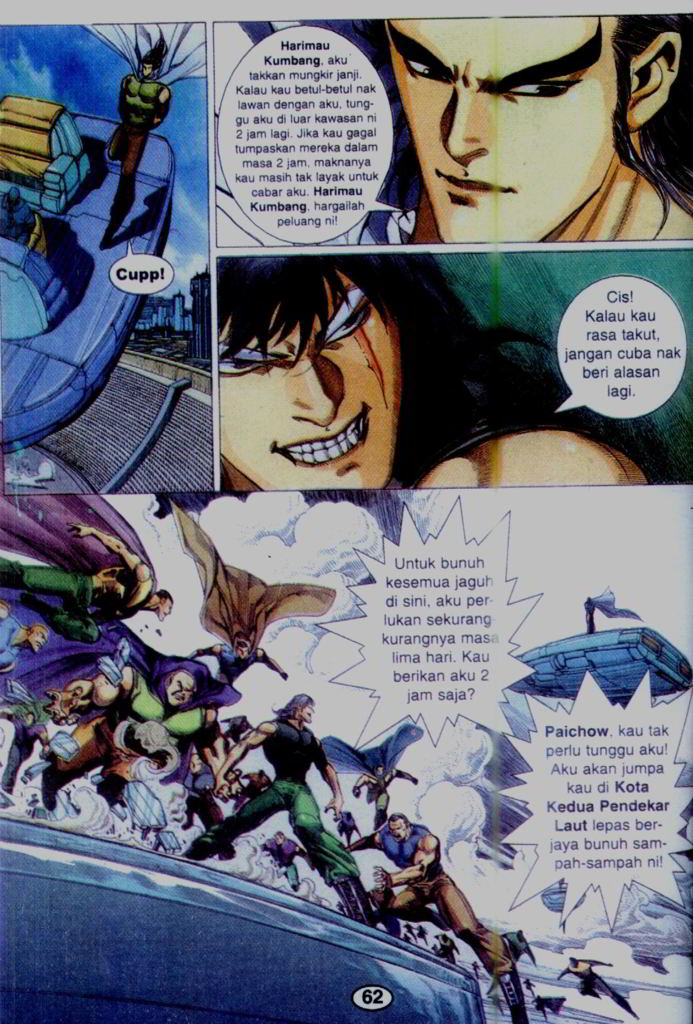 Cupp!
Harimau
Kumbang, aku
takkan mungkir janji.
Kalau kau betul-betul nak
lawan dengan aku, tung-
gu aku di luar kawasan ni
2 jam lagi. Jika kau gagal
tumpaskan mereka dalam
masa 2 jam, maknanya
kau masih tak layak untuk
cabar aku. Harimau
Kumbang, hargailah
peluang ni!
Cis!
Kalau kau
rasa takut,
jangan cuba nak
beri alasan
lagi.
Untuk bunuh
kesemua jaguh
di sini, aku per-
lukan sekurang-
kurangnya masa
lima hari. Kau
berikan aku 2
jam saja?
Paichow, kau tak
perlu tunggu aku!
Aku akan jumpa
kau di Kota
Kedua Pendekar
Laut lepas ber-
jaya bunuh sam-
pah-sampah ni!
62